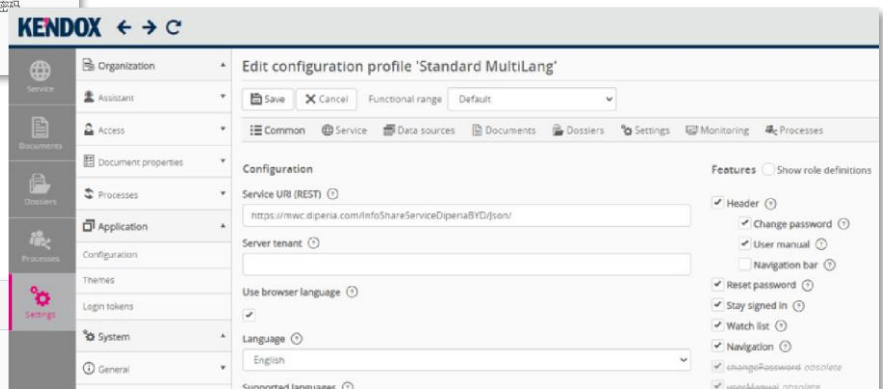 密码
KENDOX
Service
Documents
Dossiers
Processes
Settings
Organization
Assistant
Access
Document properties
Processes
Application
Configuration
Themes
Login tokens
System
General
Edit configuration profile 'Standard MultiLang'
Save Cancel Functional range Default
Common Service Data sources Documents Dossiers Settings Monitoring Processes
Configuration
Service URI (REST)
https://mwc.diperia.com/InfoShareServiceDiperiaBYD/Json/
Server tenant
Use browser language
Language
English
Supported languages
Features Show role definitions
Header
Change password
User manual
Navigation bar
Reset password
Stay signed in
Watch list
Navigation
changePassword obsolete
userManual obsolete